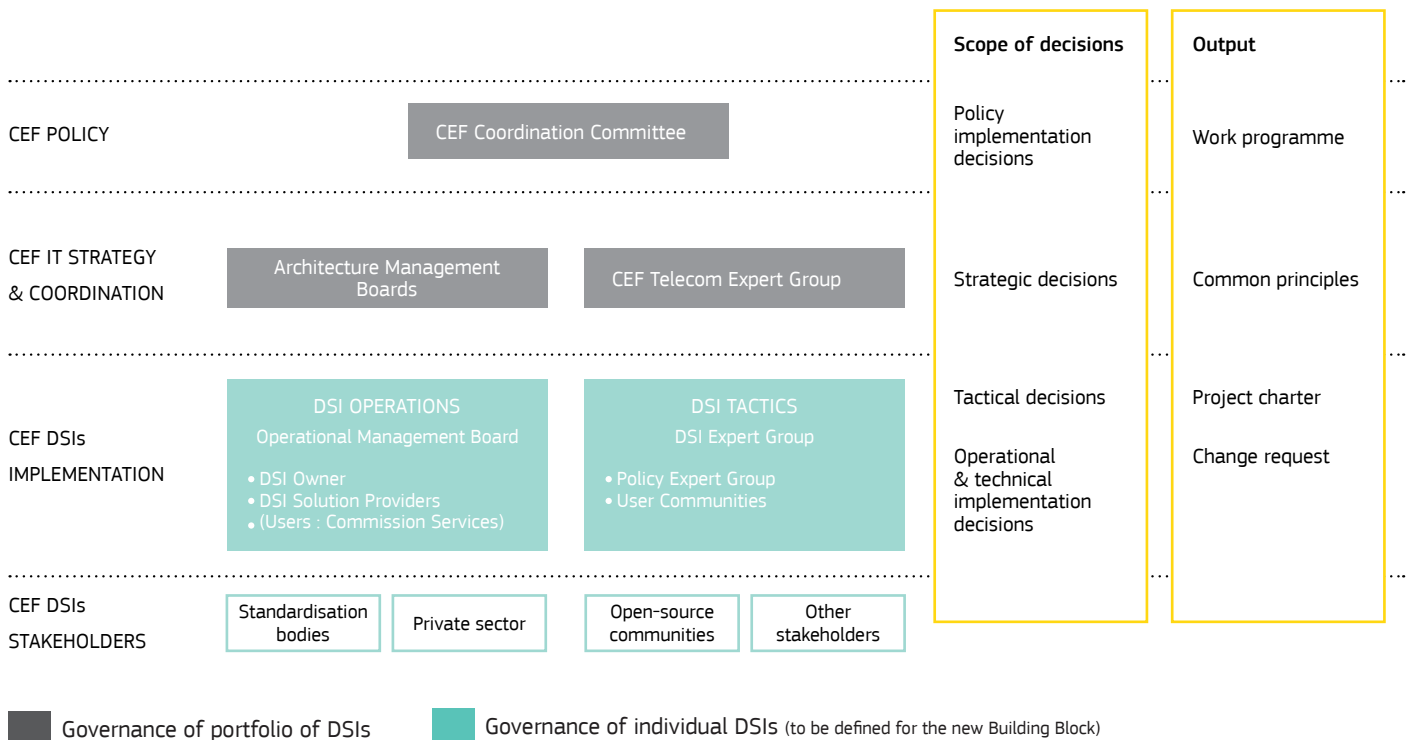 Scope of decisions
Output
CEF POLICY
CEF Coordination Committee
Policy
implementation
decisions
Work programme
CEF IT STRATEGY
& COORDINATION
Architecture Management
Boards
CEF Telecom Expert Group
Strategic decisions
Common principles
CEF DSIs
IMPLEMENTATION
DSI OPERATIONS
Operational Management Board
• DSI Owner
• DSI Solution Providers
• (Users : Commission Services)
DSI TACTICS
DSI Expert Group
• Policy Expert Group
• User Communities
Tactical decisions
Project charter
Operational
& technical
implementation
decisions
Change request
CEF DSIs
STAKEHOLDERS
Standardisation
bodies
Private sector
Open-source
communities
Other
stakeholders
Governance of portfolio of DSIs
Governance of individual DSIs (to be defined for the new Building Block)